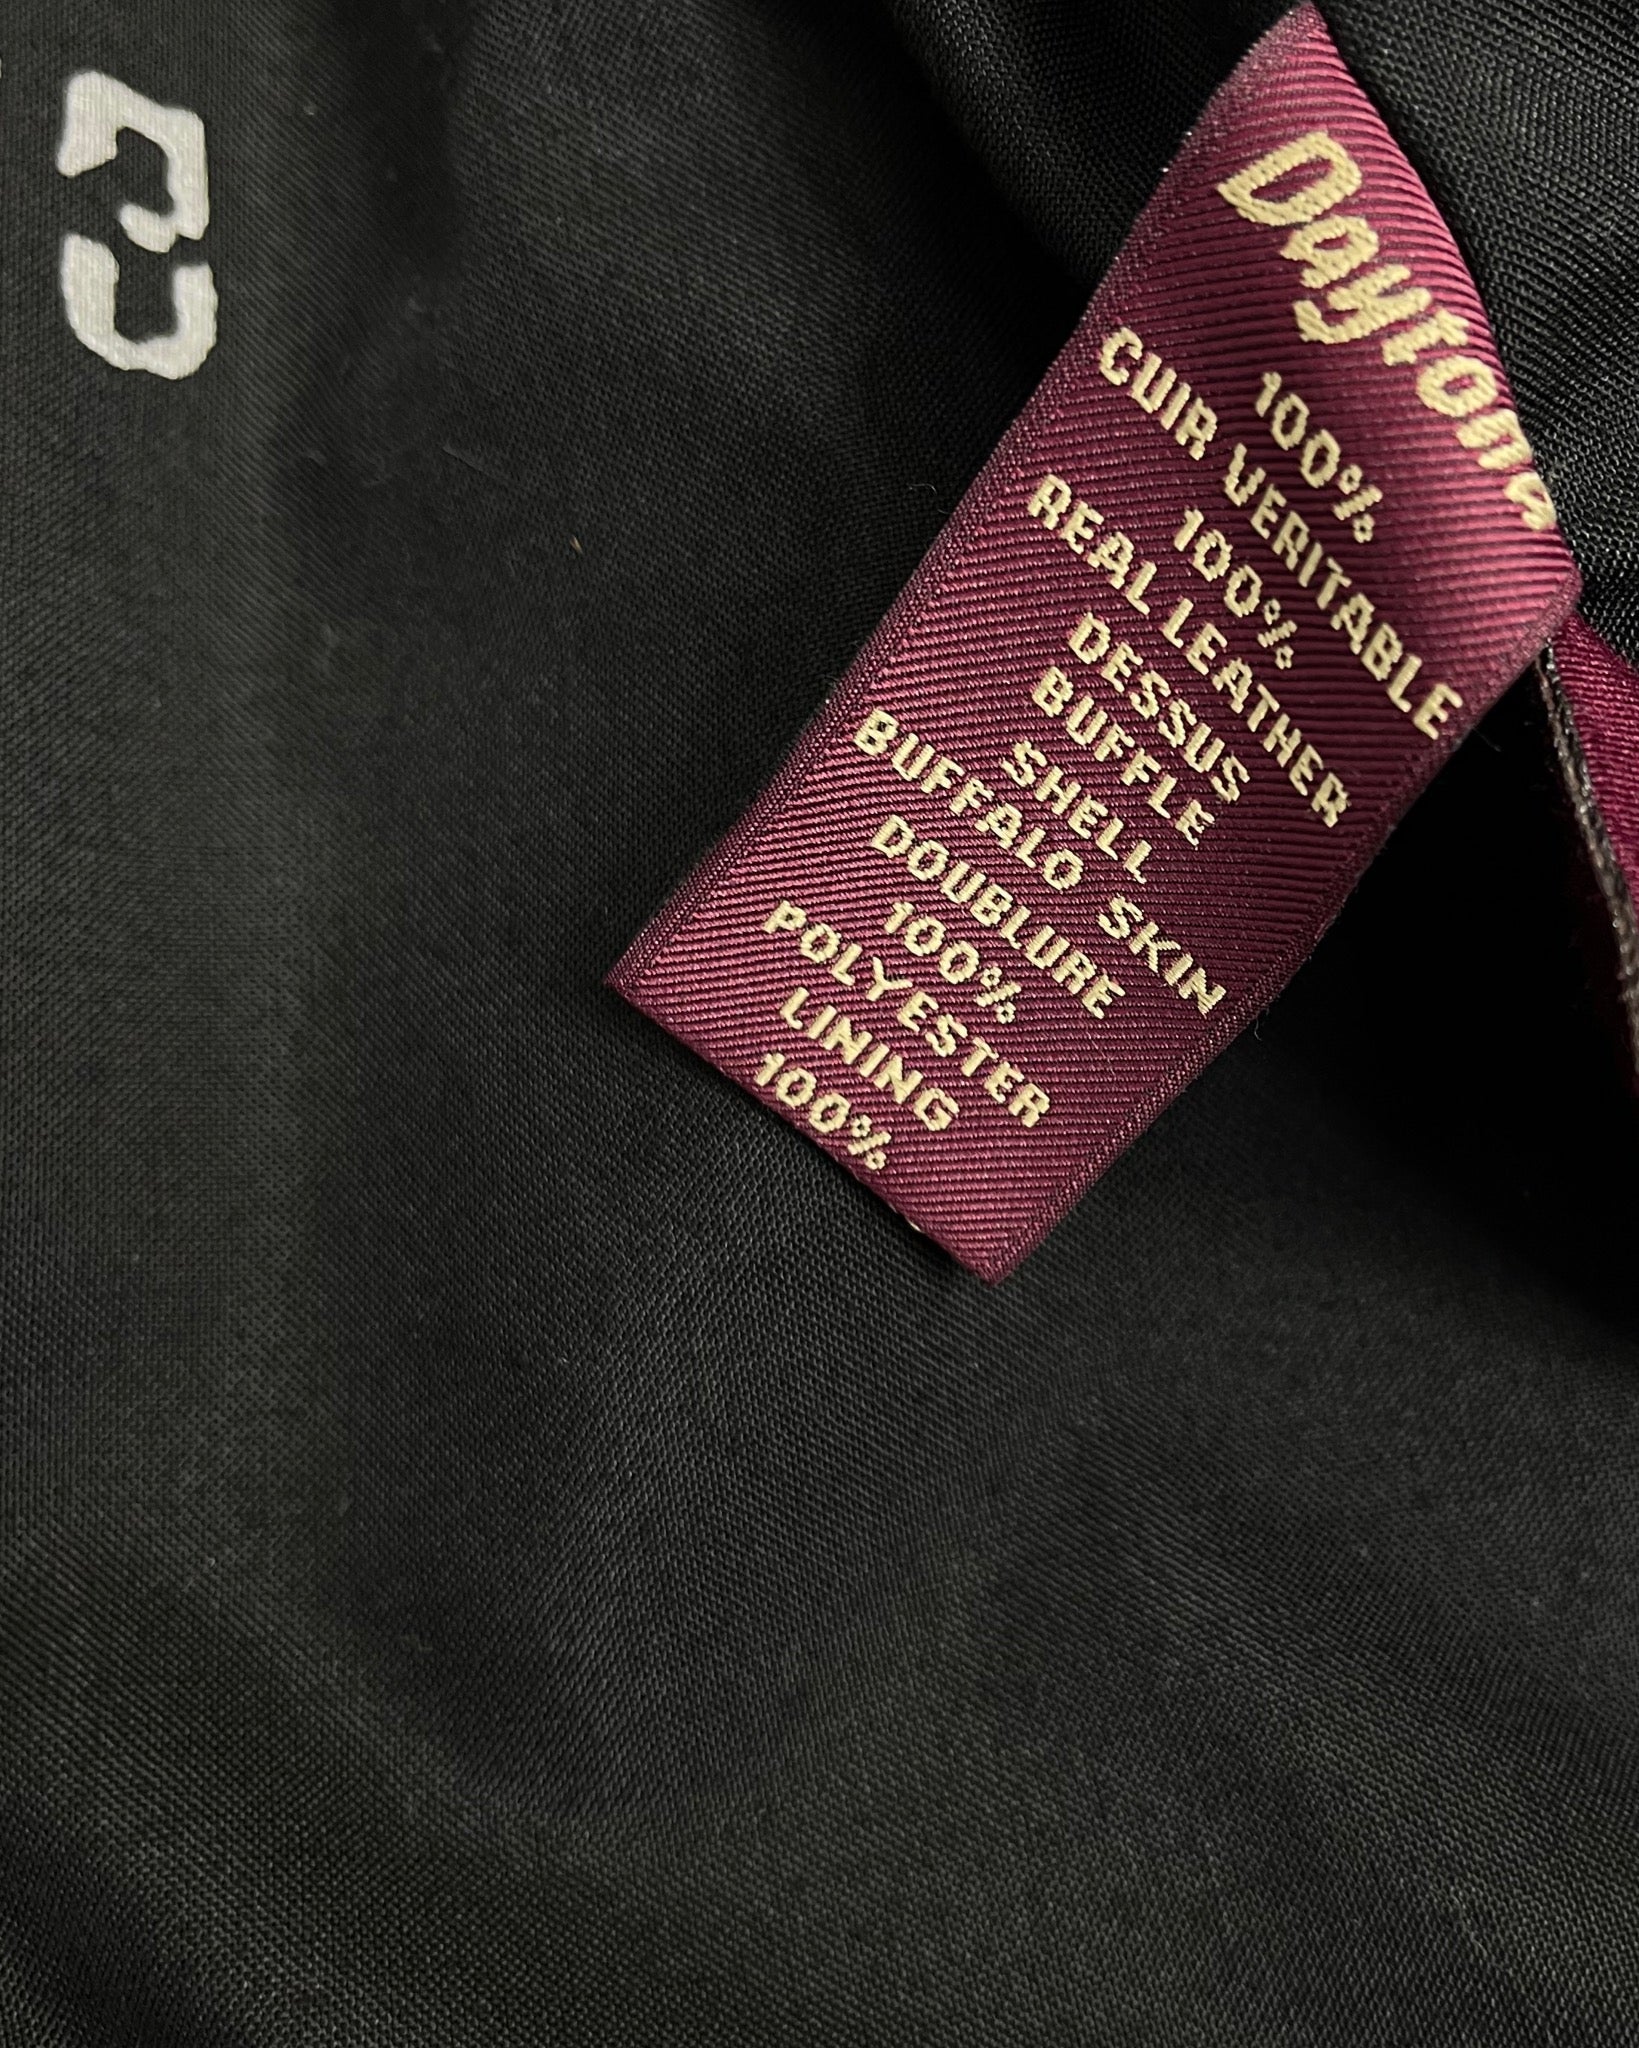 Daytona
100%
CUIR VERITABLE
100%
REAL LEATHER
DESSUS
BUFFLE
SHELL
BUFFALO SKIN
DOUBLURE
100%
POLYESTER
LINING
100%